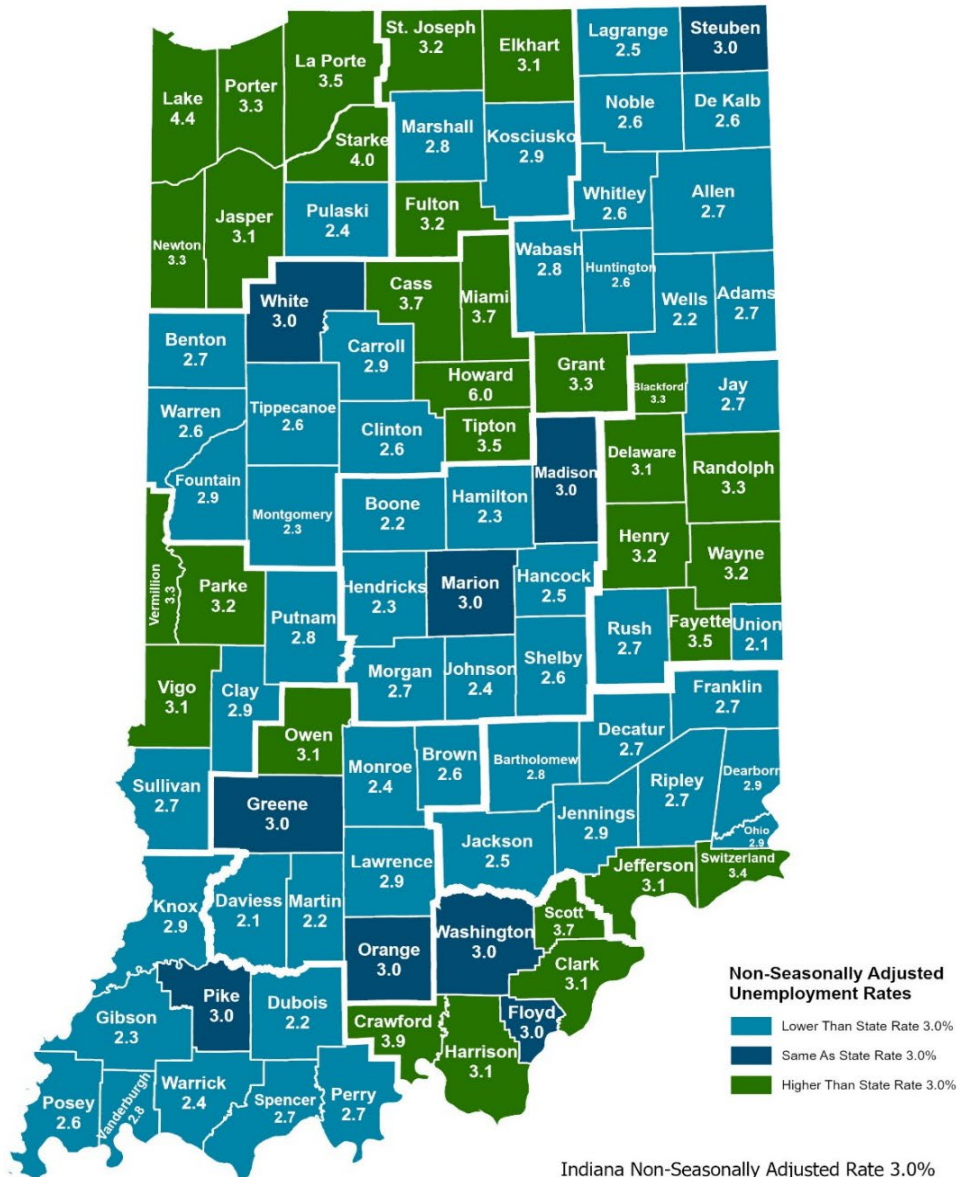 St. Joseph
3.2
Elkhart
3.1
Lagrange
2.5
Steuben
3.0
La Porte
3.5
Porter
3.3
Lake
4.4
Noble
2.6
De Kalb
2.6
Marshall
2.8
Kosciusko
2.9
Starke
4.0
Whitley
2.6
Allen
2.7
Fulton
3.2
Pulaski
2.4
Jasper
3.1
Newton
3.3
Wabash
2.8
Huntington
2.6
Wells
2.2
Adams
2.7
White
3.0
Cass
3.7
Miami
3.7
Benton
2.7
Carroll
2.9
Howard
6.0
Grant
3.3
Blackford
3.3
Jay
2.7
Warren
2.6
Tippecanoe
2.6
Clinton
2.6
Tipton
3.5
Madison
3.0
Delaware
3.1
Randolph
3.3
Fountain
2.9
Montgomery
2.3
Boone
2.2
Hamilton
2.3
Henry
3.2
Wayne
3.2
Vermillion
3.3
Parke
3.2
Putnam
2.8
Hendricks
2.3
Marion
3.0
Hancock
2.5
Rush
2.7
Fayette
3.5
Union
2.1
Vigo
3.1
Clay
2.9
Morgan
2.7
Johnson
2.4
Shelby
2.6
Franklin
2.7
Owen
3.1
Monroe
2.4
Brown
2.6
Bartholomew
2.8
Decatur
2.7
Ripley
2.7
Dearborn
2.9
Sullivan
2.7
Greene
3.0
Jennings
2.9
Ohio
2.9
Lawrence
2.9
Jackson
2.5
Jefferson
3.1
Switzerland
3.4
Knox
2.9
Daviess
2.1
Martin
2.2
Orange
3.0
Washington
3.0
Scott
3.7
Clark
3.1
Pike
3.0
Dubois
2.2
Floyd
3.0
Gibson
2.3
Crawford
3.9
Harrison
3.1
Posey
2.6
Vanderburgh
2.8
Warrick
2.4
Spencer
2.7
Perry
2.7
Non-Seasonally Adjusted
Unemployment Rates
Lower Than State Rate 3.0%
Same As State Rate 3.0%
Higher Than State Rate 3.0%
Indiana Non-Seasonally Adjusted Rate 3.0%